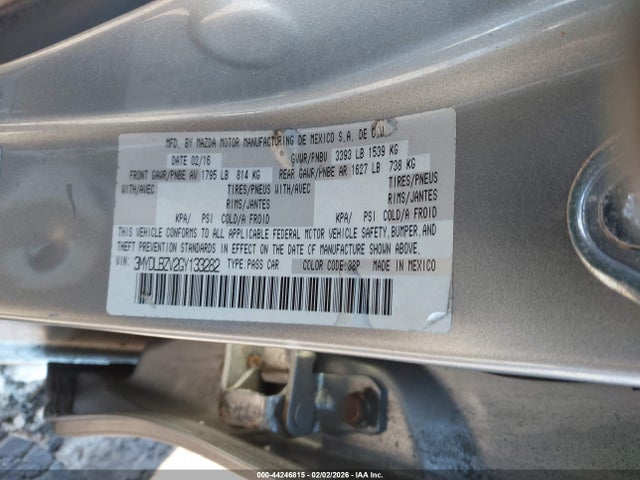 MFD. BY MAZDA MOTOR MANUFACTURING DE MEXICO S.A. DE C.V.
DATE 02/16 GVWR/PNBV 3393 LB 1539 KG
FRONT GAWR/PNBE AV 1795 LB 814 KG REAR GAWR/PNBE AR 1627 LB 738 KG
WITH/AVEC TIRES/PNEUS WITH/AVEC TIRES/PNEUS
RIMS/JANTES RIMS/JANTES
KPA/ PSI COLD/A FROID KPA/ PSI COLD/A FROID
THIS VEHICLE CONFORMS TO ALL APPLICABLE FEDERAL MOTOR VEHICLE SAFETY, BUMPER, AND
THEFT PREVENTION STANDARDS IN EFFECT ON THE DATE OF MANUFACTURE SHOWN ABOVE.
VIN: 3MYDLBZV2GY133282 TYPE:PASS CAR COLOR CODE: MADE IN MEXICO
000-44246815 - 02/02/2026 - IAA Inc.